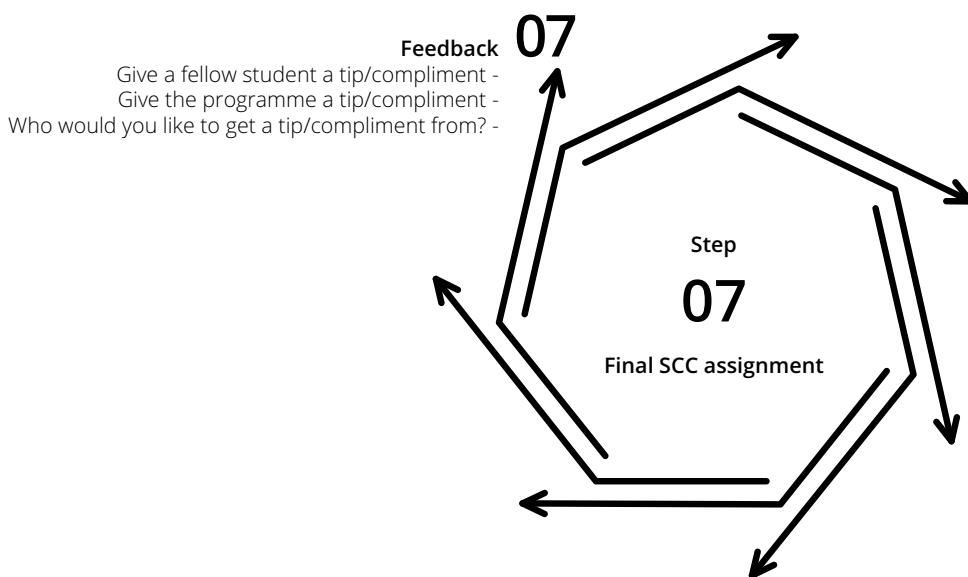 Feedback 07
Give a fellow student a tip/compliment -
Give the programme a tip/compliment -
Who would you like to get a tip/compliment from? -
Step
07
Final SCC assignment